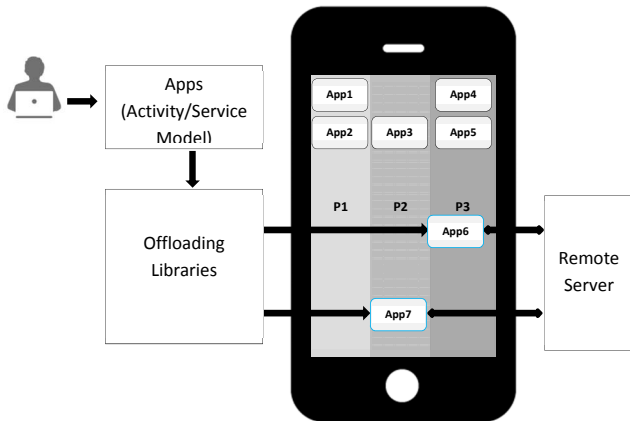 Apps
(Activity/Service
Model)
Offloading
Libraries
App1
App4
App2
App3
App5
P1
P2
P3
App6
App7
Remote
Server